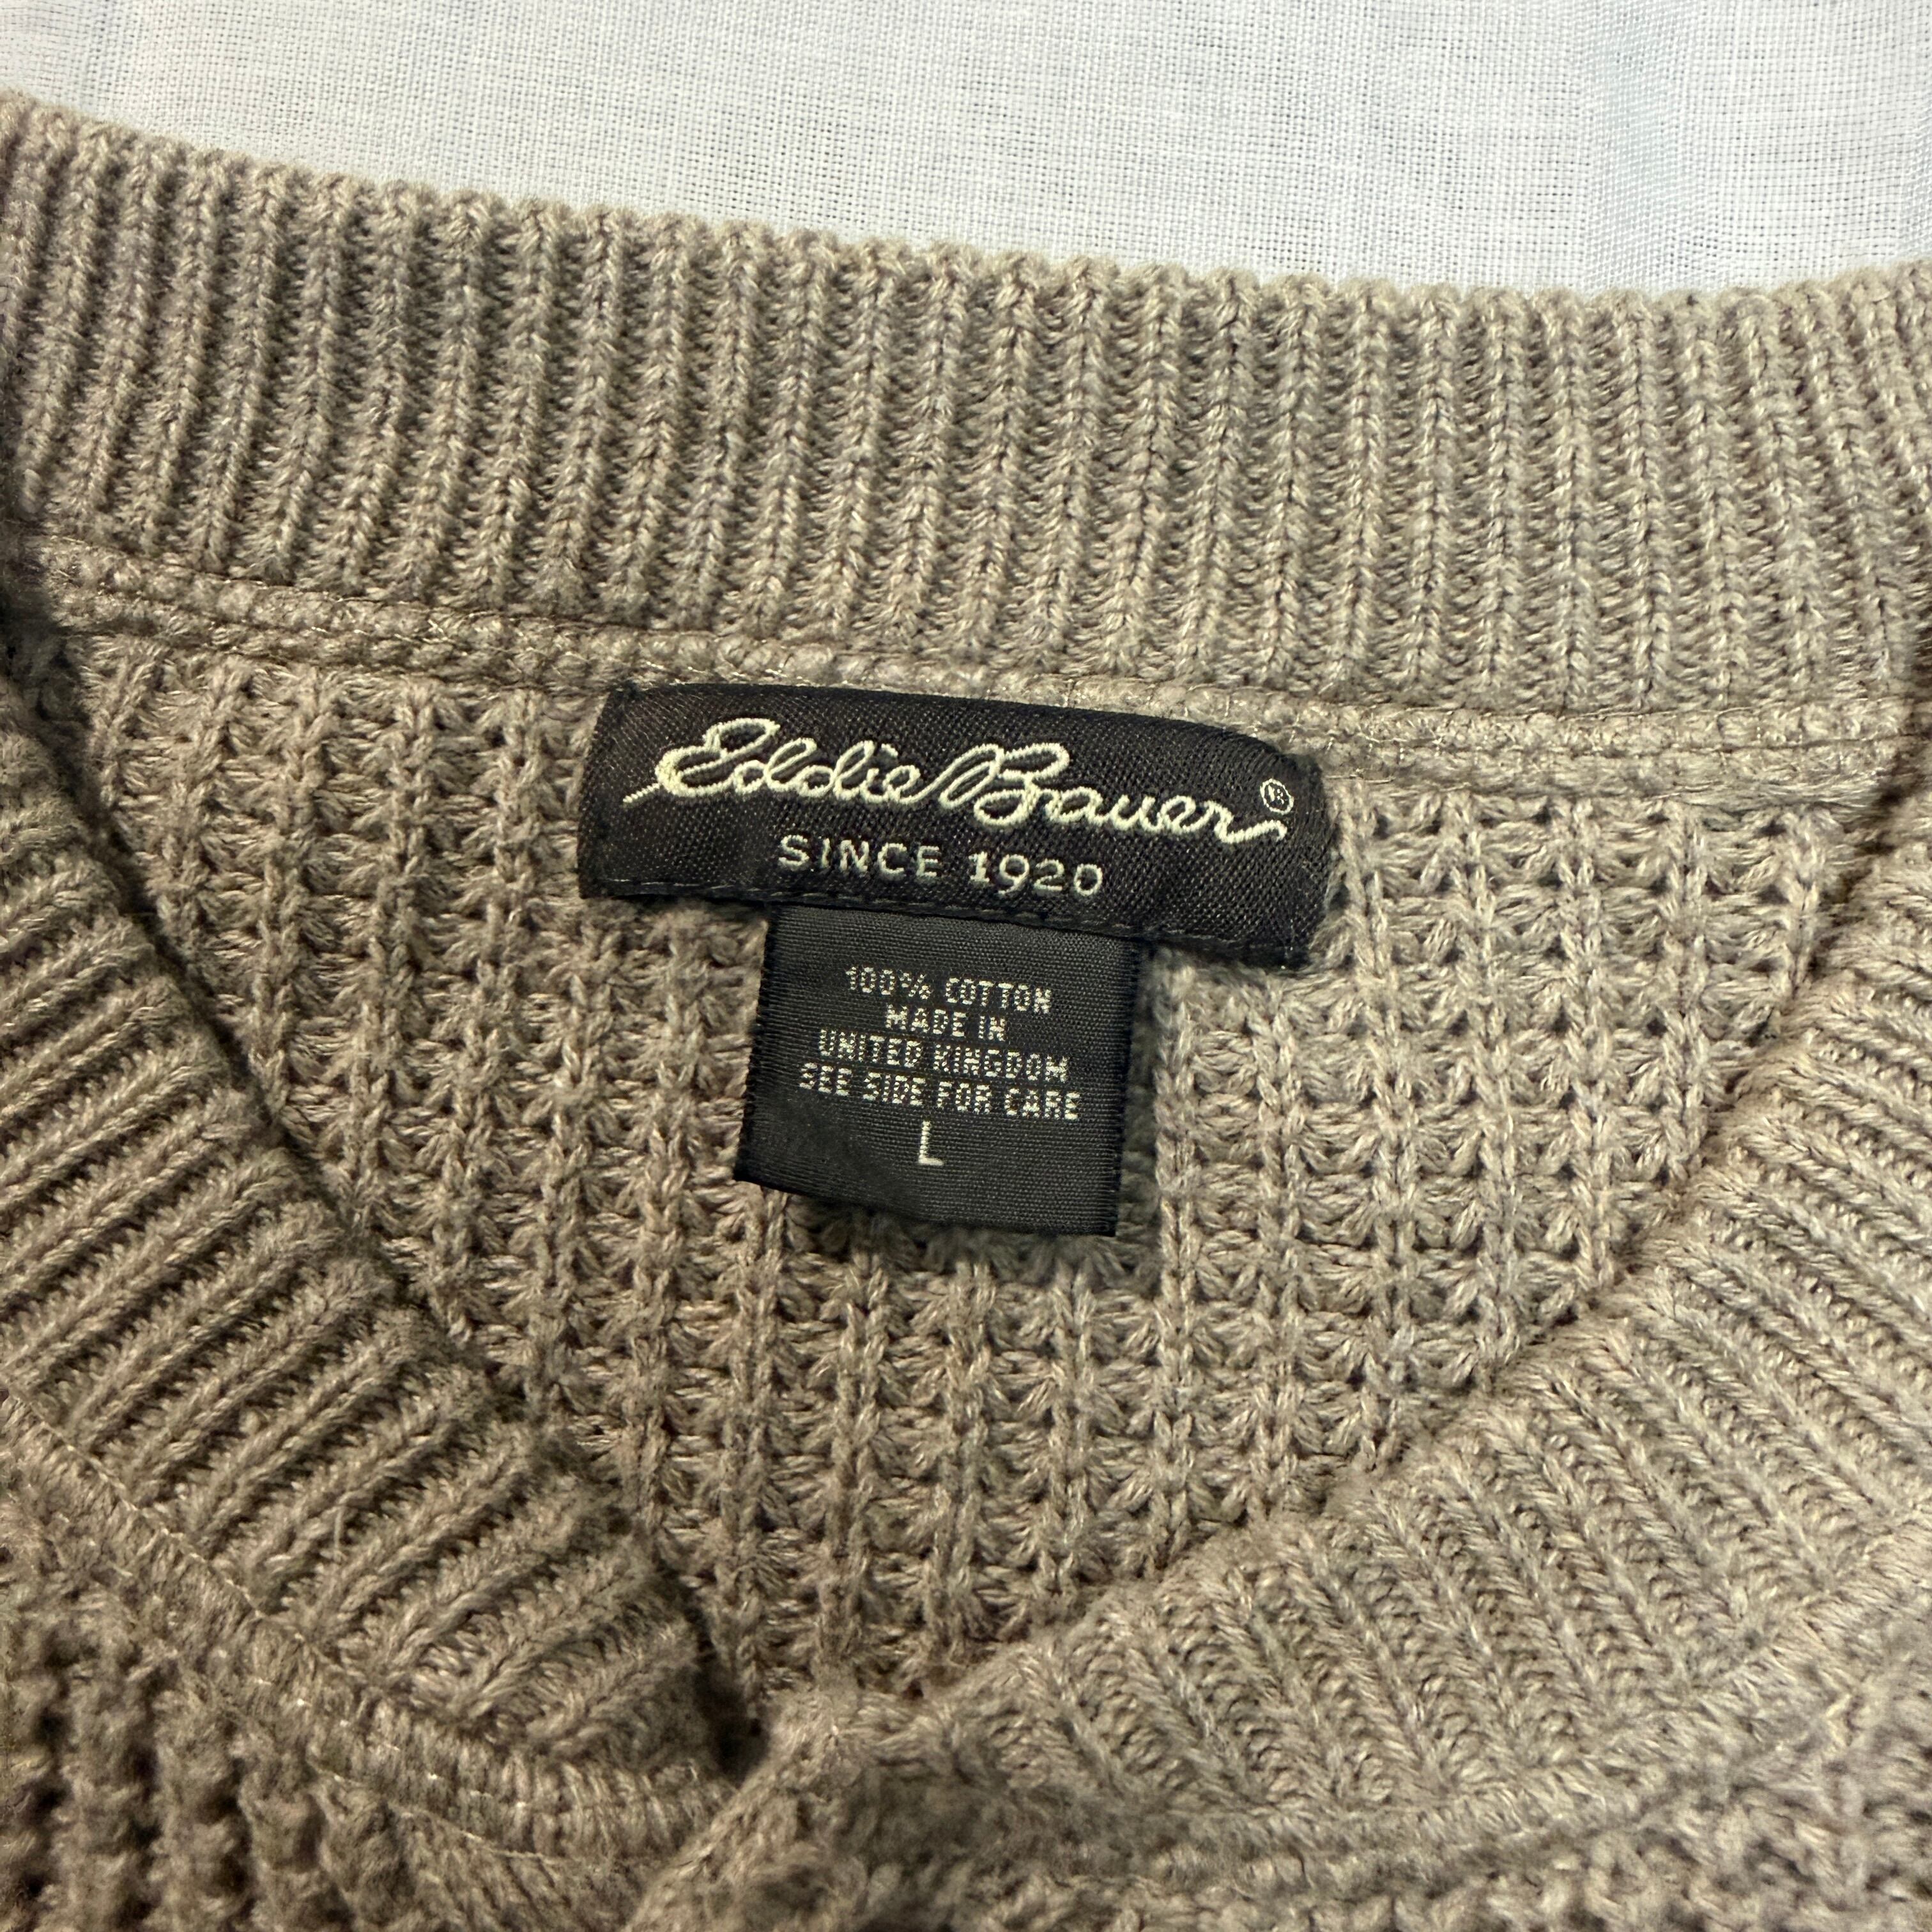 Eddie Bauer®
SINCE 1920
100% COTTON
MADE IN
UNITED KINGDOM
SEE SIDE FOR CARE
L